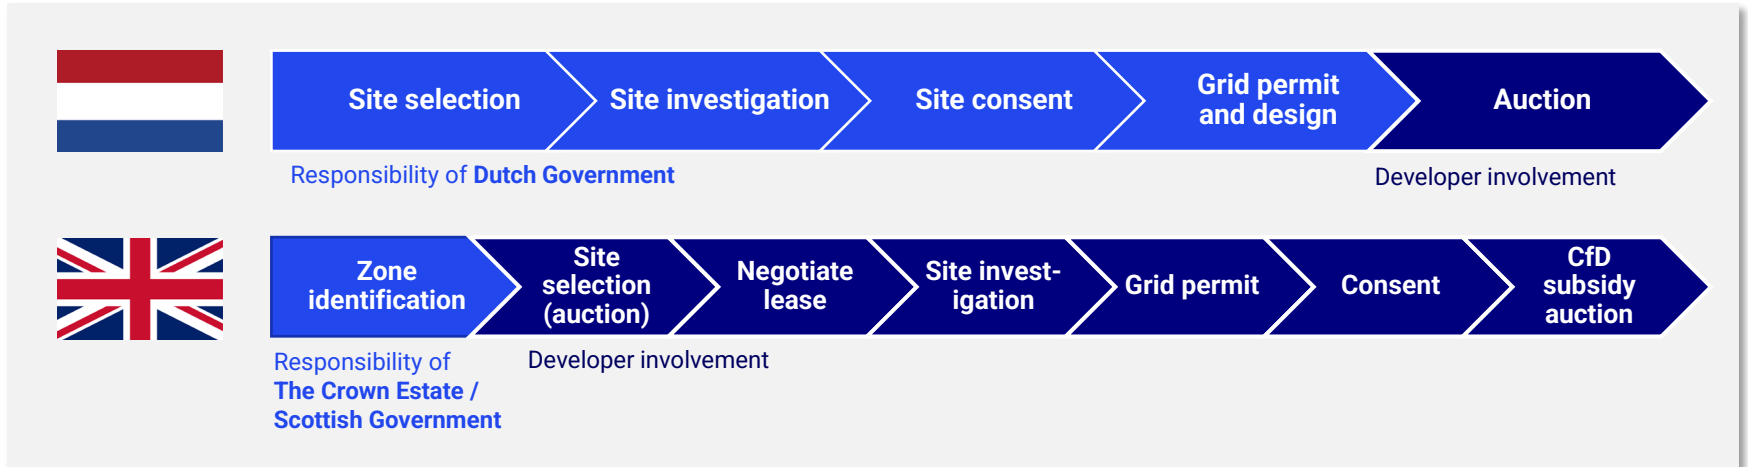 Site selection
Site investigation
Site consent
Grid permit
and design
Auction
Responsibility of Dutch Government
Developer involvement
Zone
identification
Site
selection
(auction)
Negotiate
lease
Site invest-
igation
Grid permit
Consent
CfD
subsidy
auction
Responsibility of
The Crown Estate /
Scottish Government
Developer involvement